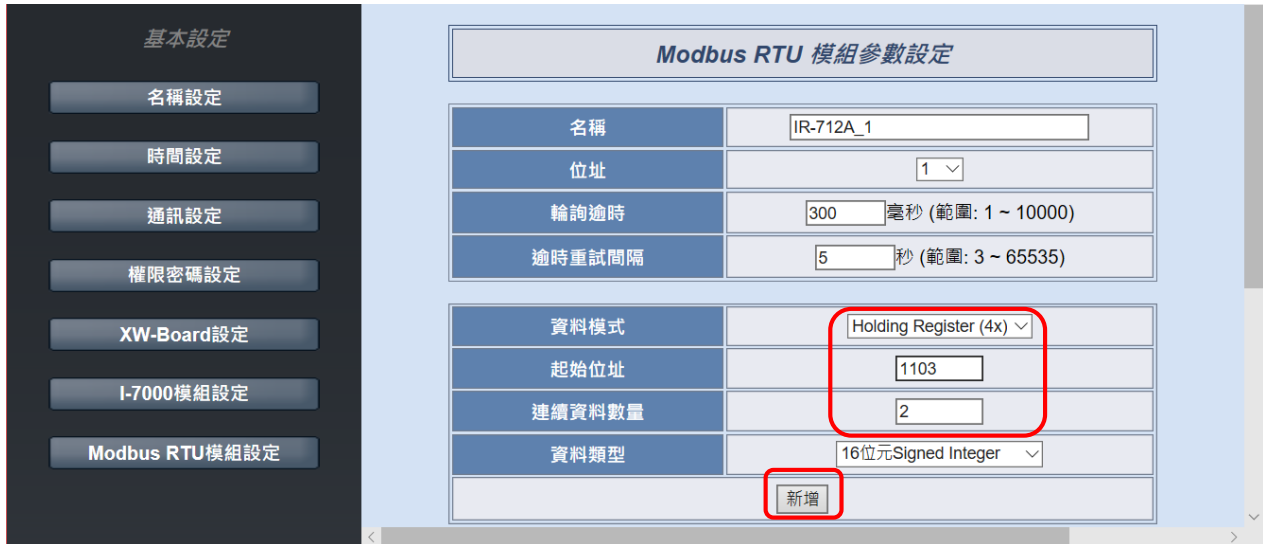 基本設定
名稱設定
時間設定
通訊設定
權限密碼設定
XW-Board設定
I-7000模組設定
Modbus RTU模組設定
Modbus RTU 模組參數設定
名稱 IR-712A_1
位址 1
輪詢逾時 300 毫秒 (範圍: 1 ~ 10000)
逾時重試間隔 5 秒 (範圍: 3 ~ 65535)
資料模式 Holding Register (4x)
起始位址 1103
連續資料數量 2
資料類型 16位元Signed Integer
新增